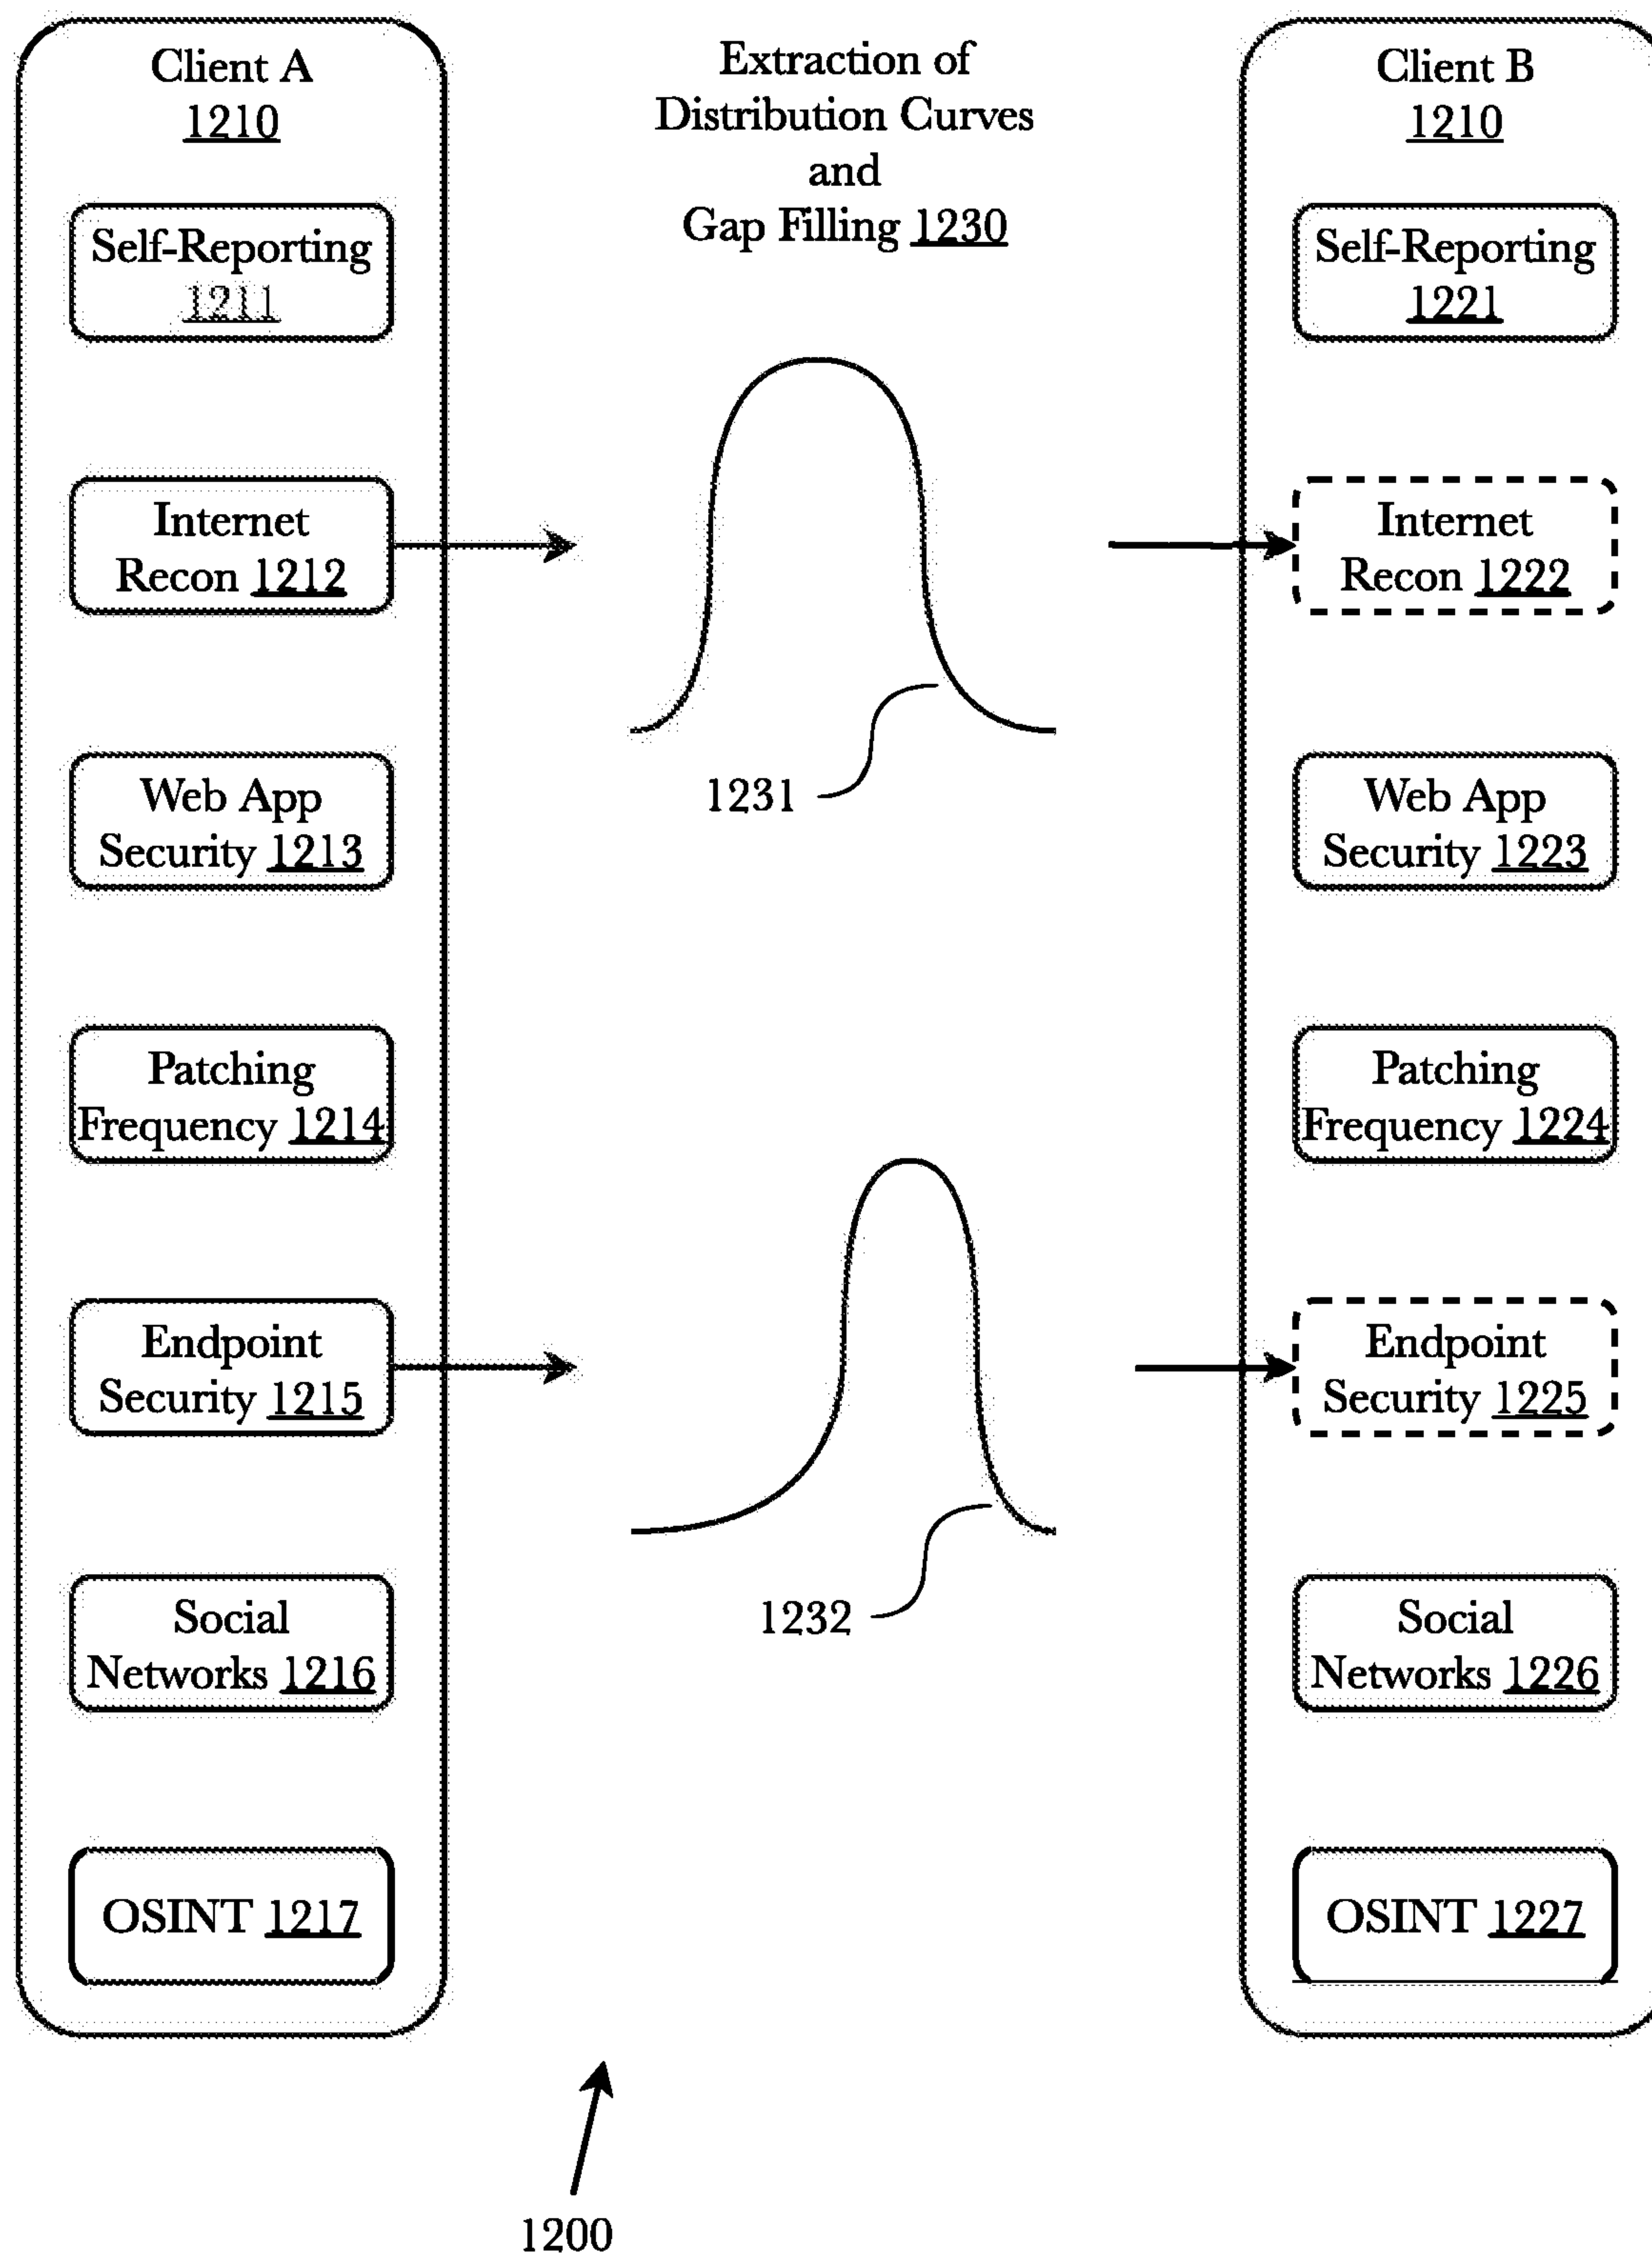 Client A
1210
Self-Reporting
1211
Internet
Recon 1212
Web App
Security 1213
Patching
Frequency 1214
Endpoint
Security 1215
Social
Networks 1216
OSINT 1217
Extraction of
Distribution Curves
and
Gap Filling 1230
1231
1232
Client B
1210
Self-Reporting
1221
Internet
Recon 1222
Web App
Security 1223
Patching
Frequency 1224
Endpoint
Security 1225
Social
Networks 1226
OSINT 1227
1200